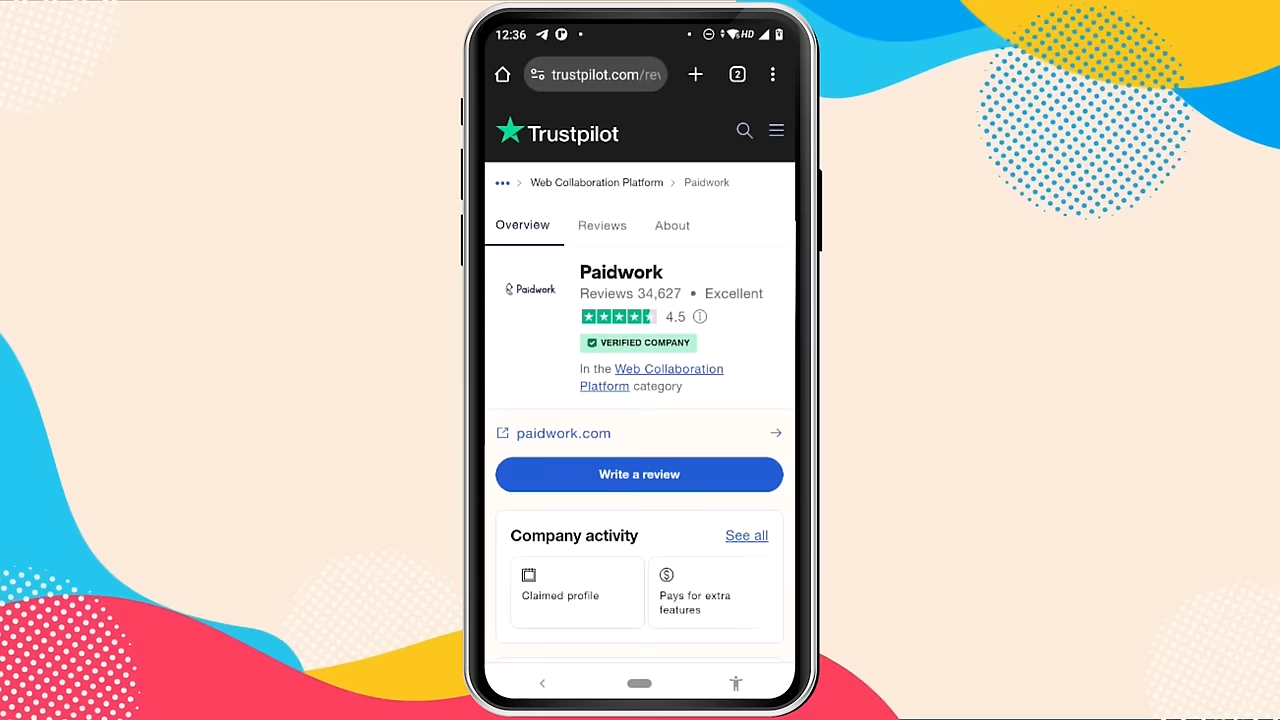 12:36
HD
trustpilot.com/rev
2
Trustpilot
Web Collaboration Platform
Paidwork
Overview
Reviews
About
Paidwork
Paidwork
Reviews 34,627 • Excellent
4.5
VERIFIED COMPANY
In the Web Collaboration
Platform category
paidwork.com
Write a review
Company activity
See all
Claimed profile
Pays for extra
features